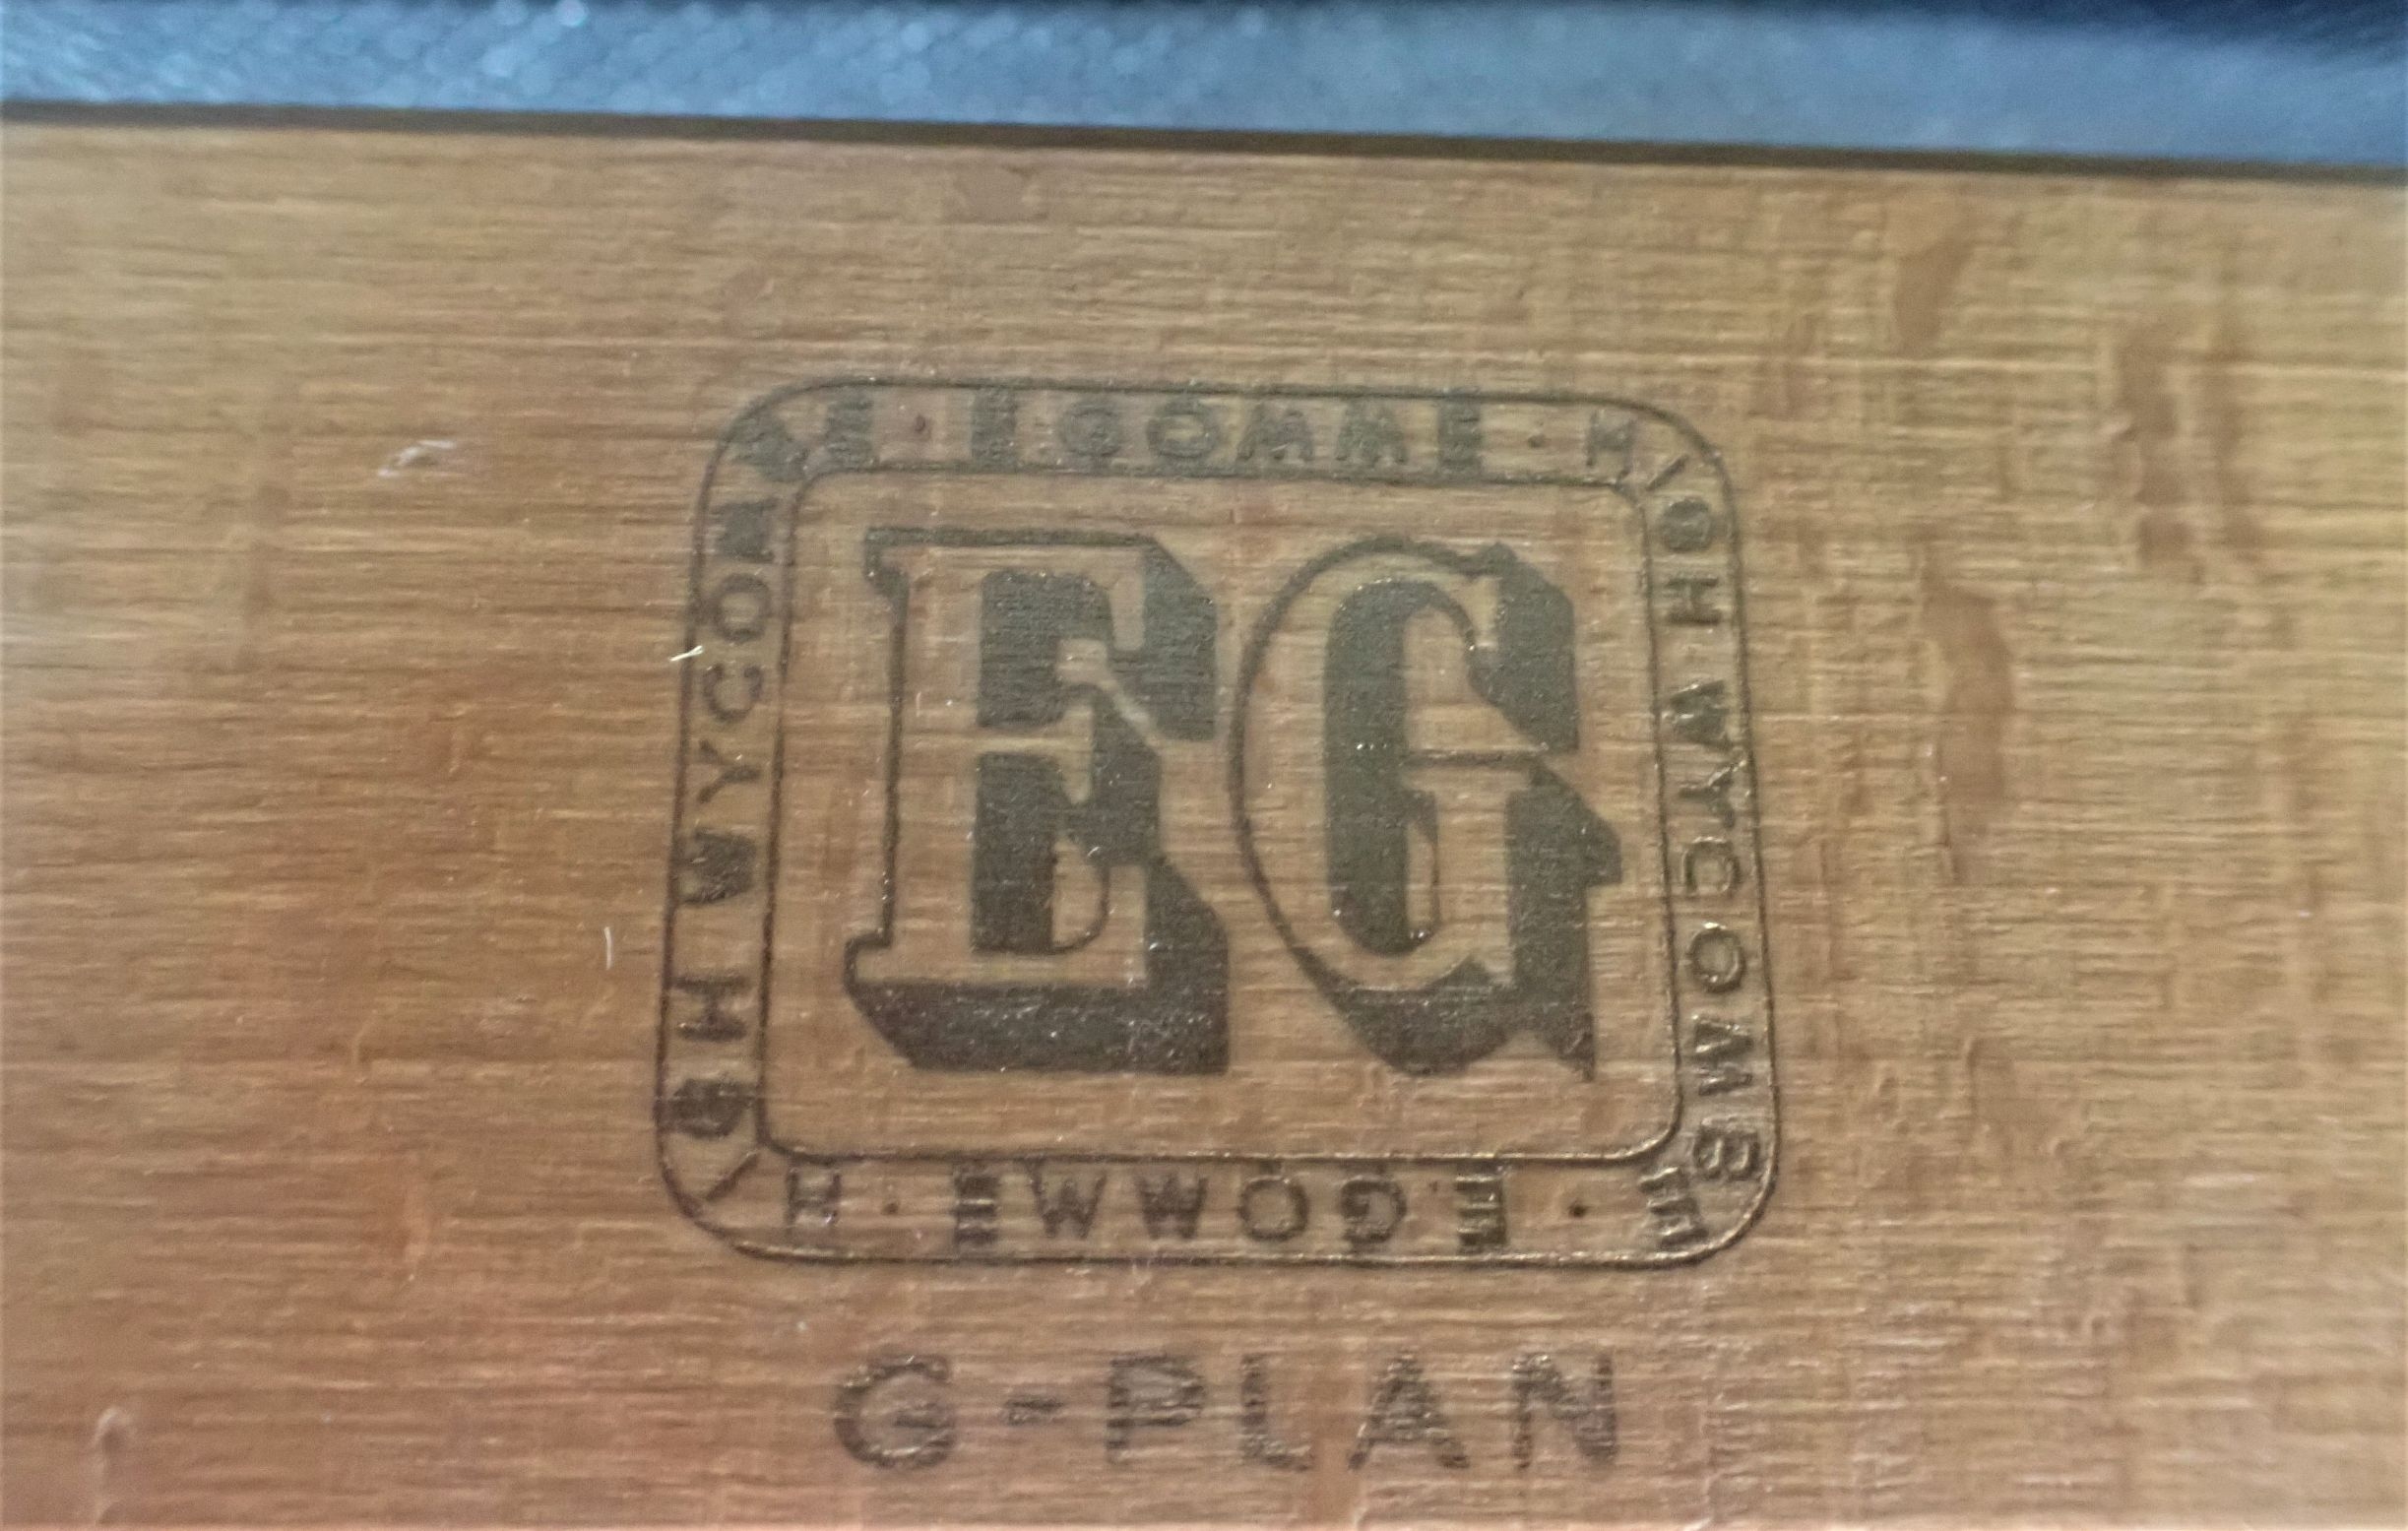 E GOMME · HIGH WYCOMBE
EG
E GOMME · HIGH WYCOMBE
G-PLAN